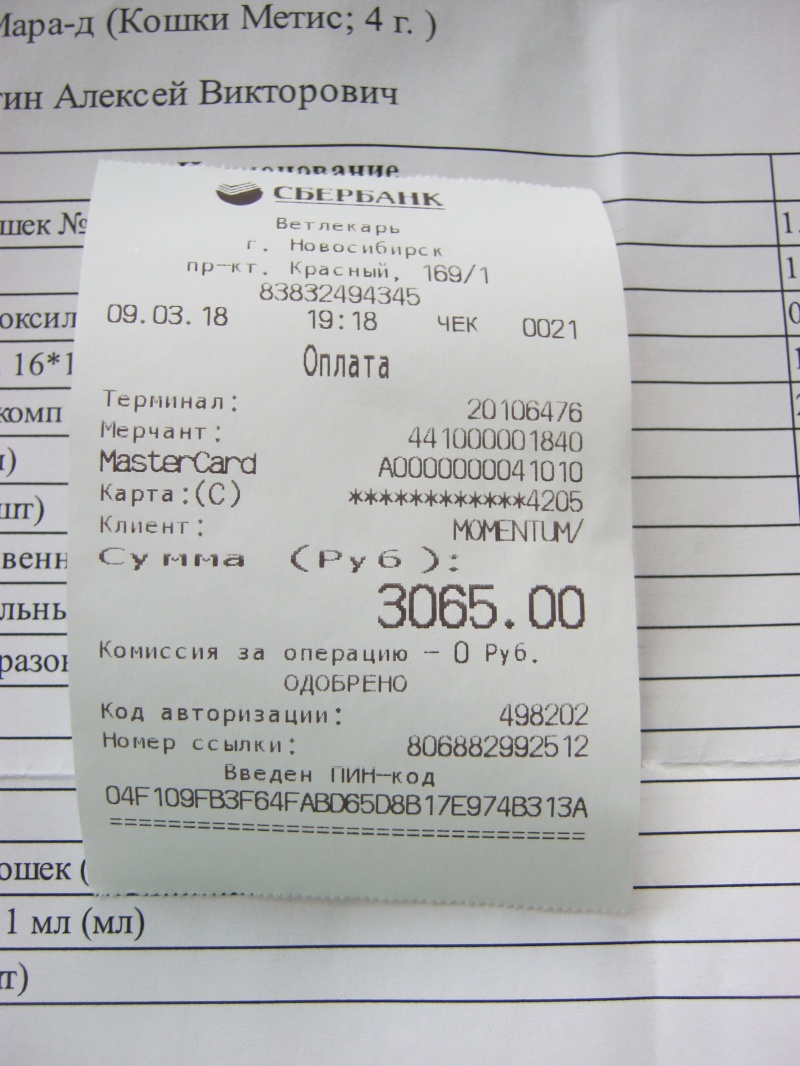 Мара-д (Кошки Метис; 4 г. )
Алексей Викторович
СБЕРБАНК
Ветлекарь
г. Новосибирск
пр-кт. Красный, 169/1
83832494345
09.03.18 19:18 ЧЕК 0021
Оплата
Терминал: 20106476
Мерчант: 441000001840
MasterCard A0000000041010
Карта:(C) ************4205
Клиент: MOMENTUM/
Сумма (Руб):
3065.00
Комиссия за операцию – 0 Руб.
ОДОБРЕНО
Код авторизации: 498202
Номер ссылки: 806882992512
Введен ПИН-код
04F109FB3F64FABD65D8B17E974B313A
==================================
1 мл (мл)